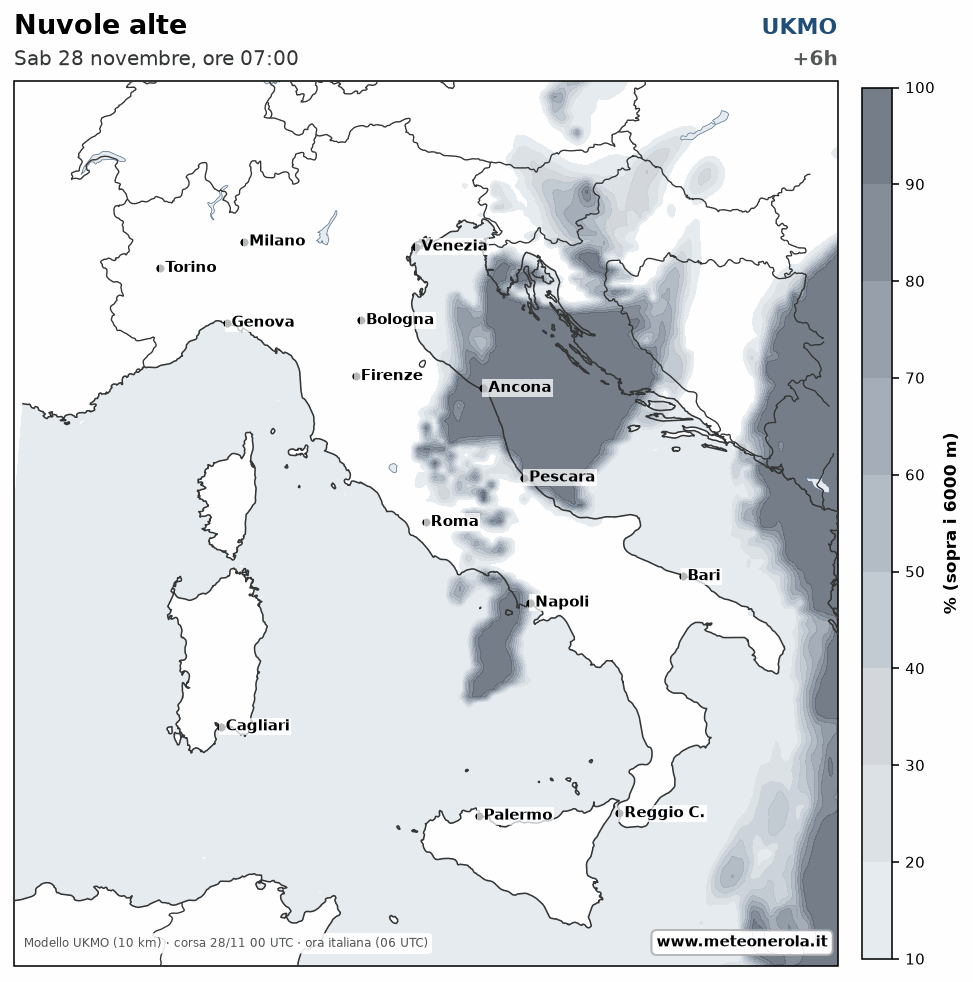 Nuvole alte
UKMO
Sab 28 novembre, ore 07:00
+6h
Milano
Venezia
Torino
Genova
Bologna
Firenze
Ancona
Pescara
Roma
Bari
Napoli
Cagliari
Palermo
Reggio C.
100
90
80
70
60
50
40
30
20
10
% (sopra i 6000 m)
Modello UKMO (10 km) · corsa 28/11 00 UTC · ora italiana (06 UTC)
www.meteonerola.it